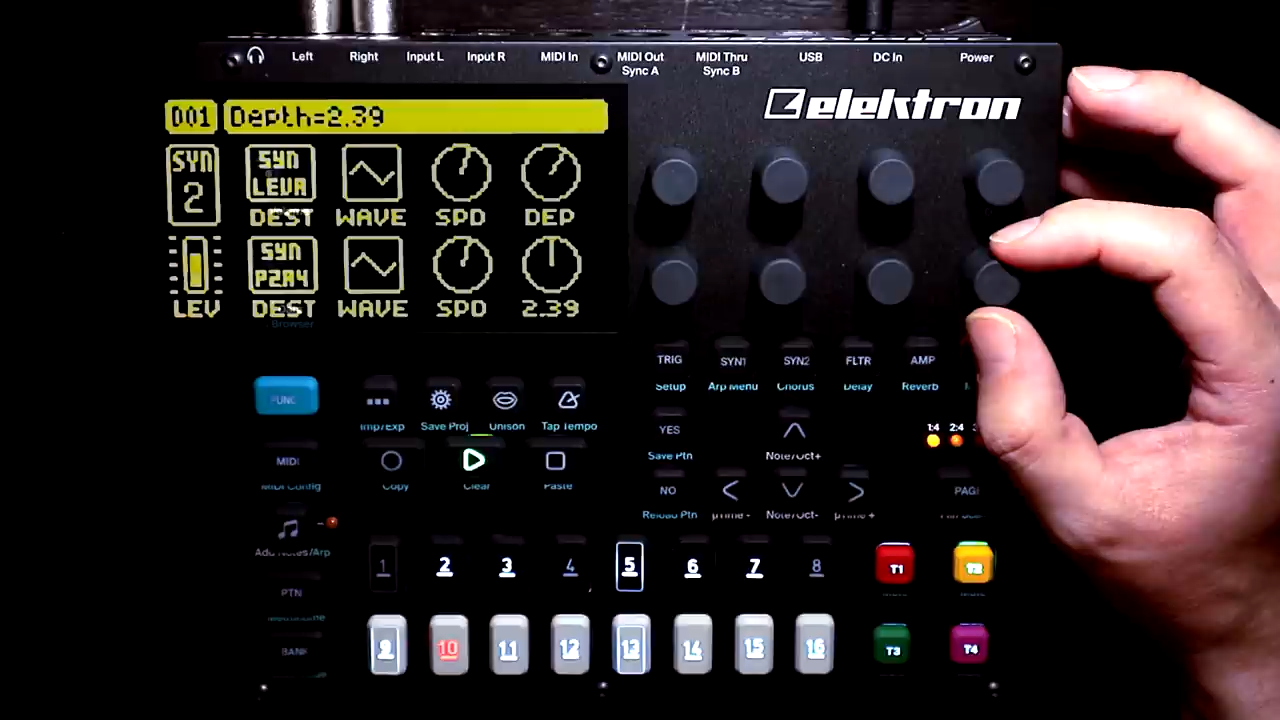 Left Right Input L Input R MIDI In MIDI Out MIDI Thru USB DC In Power
Sync A Sync B
elektron
001 Depth=2.39
SYN
2
SYN
LEVA
DEST WAVE SPD DEP
SYN
P2A4
LEV DEST WAVE SPD 2.39
Browser
TRIG SYN1 SYN2 FLTR AMP
Setup Arp Menu Chorus Delay Reverb
FUNC
Imp/Exp Save Proj Unison Tap Tempo
1:4 2:4
YES
Save Ptn Note/Oct+
MIDI
MIDI Config Copy Clear Paste
NO PAGE
Reload Ptn µTime - Note/Oct- µTime +
Add Notes/Arp
1 2 3 4 5 6 7 8 T1 T2
PTN
Metronome
BANK
9 10 11 12 13 14 15 16 T3 T4